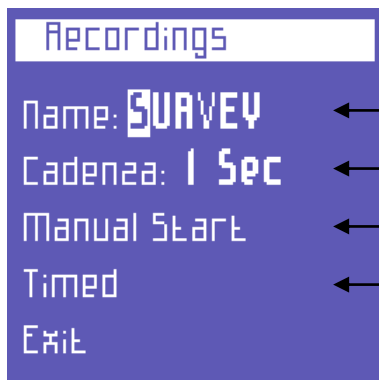 Recordings
Name: SURVEY
Cadenza: 1 Sec
Manual Start
Timed
Exit